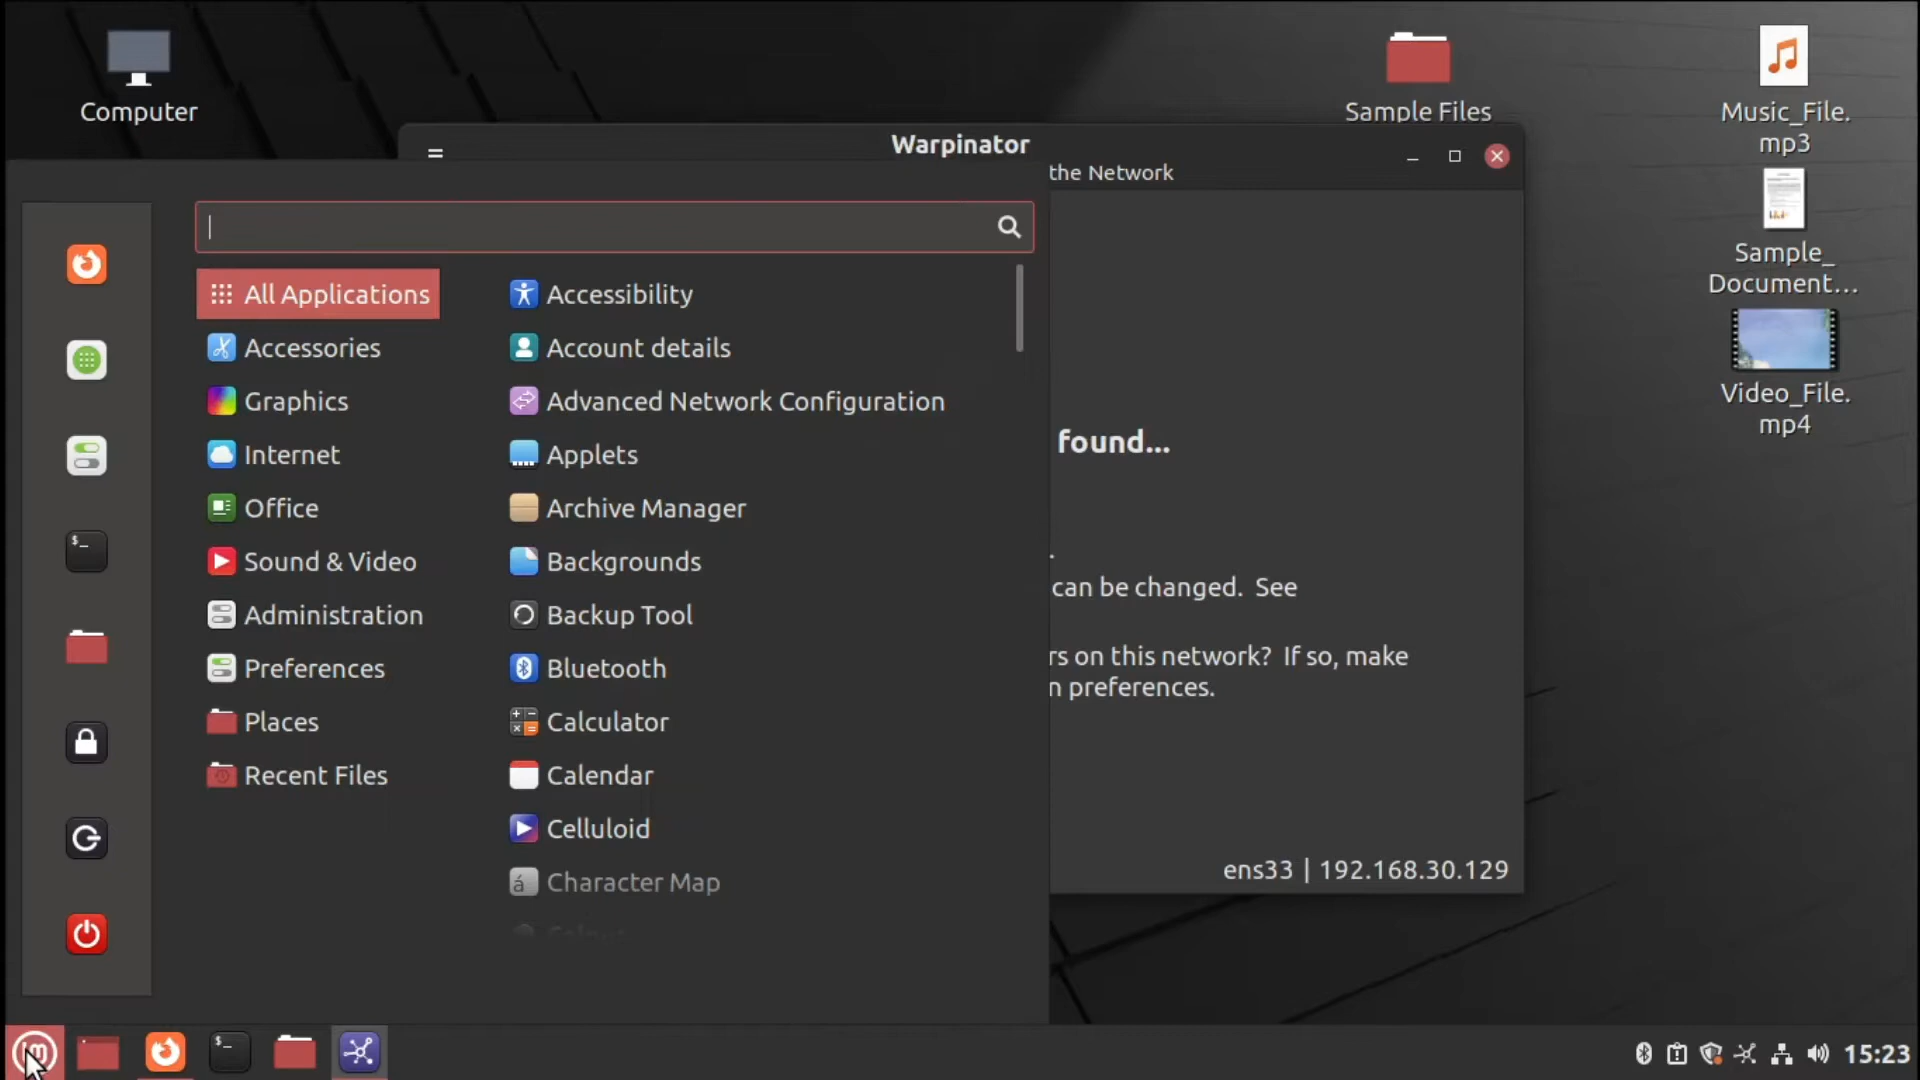 Computer
Sample Files
Music_File.
mp3
Sample_
Document...
Video_File.
mp4
Warpinator
the Network
All Applications
Accessories
Graphics
Internet
Office
Sound & Video
Administration
Preferences
Places
Recent Files
Accessibility
Account details
Advanced Network Configuration
Applets
Archive Manager
Backgrounds
Backup Tool
Bluetooth
Calculator
Calendar
Celluloid
Character Map
found...
.
can be changed.  See
rs on this network?  If so, make
n preferences.
ens33 | 192.168.30.129
15:23